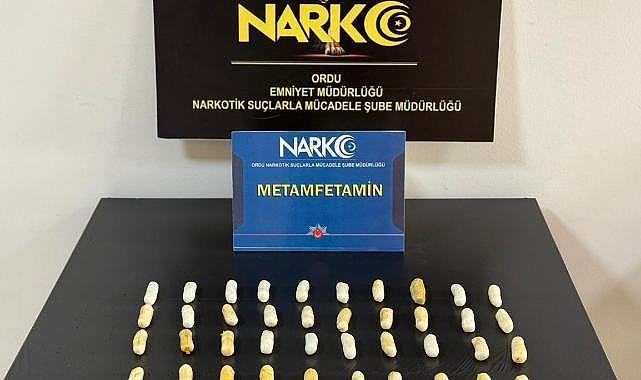 NARKO
ORDU
EMNİYET MÜDÜRLÜĞÜ
NARKOTİK SUÇLARLA MÜCADELE ŞUBE MÜDÜRLÜĞÜ
NARKO
ORDU NARKOTİK SUÇLARLA MÜCADELE ŞUBE MÜDÜRLÜĞÜ
METAMFETAMİN